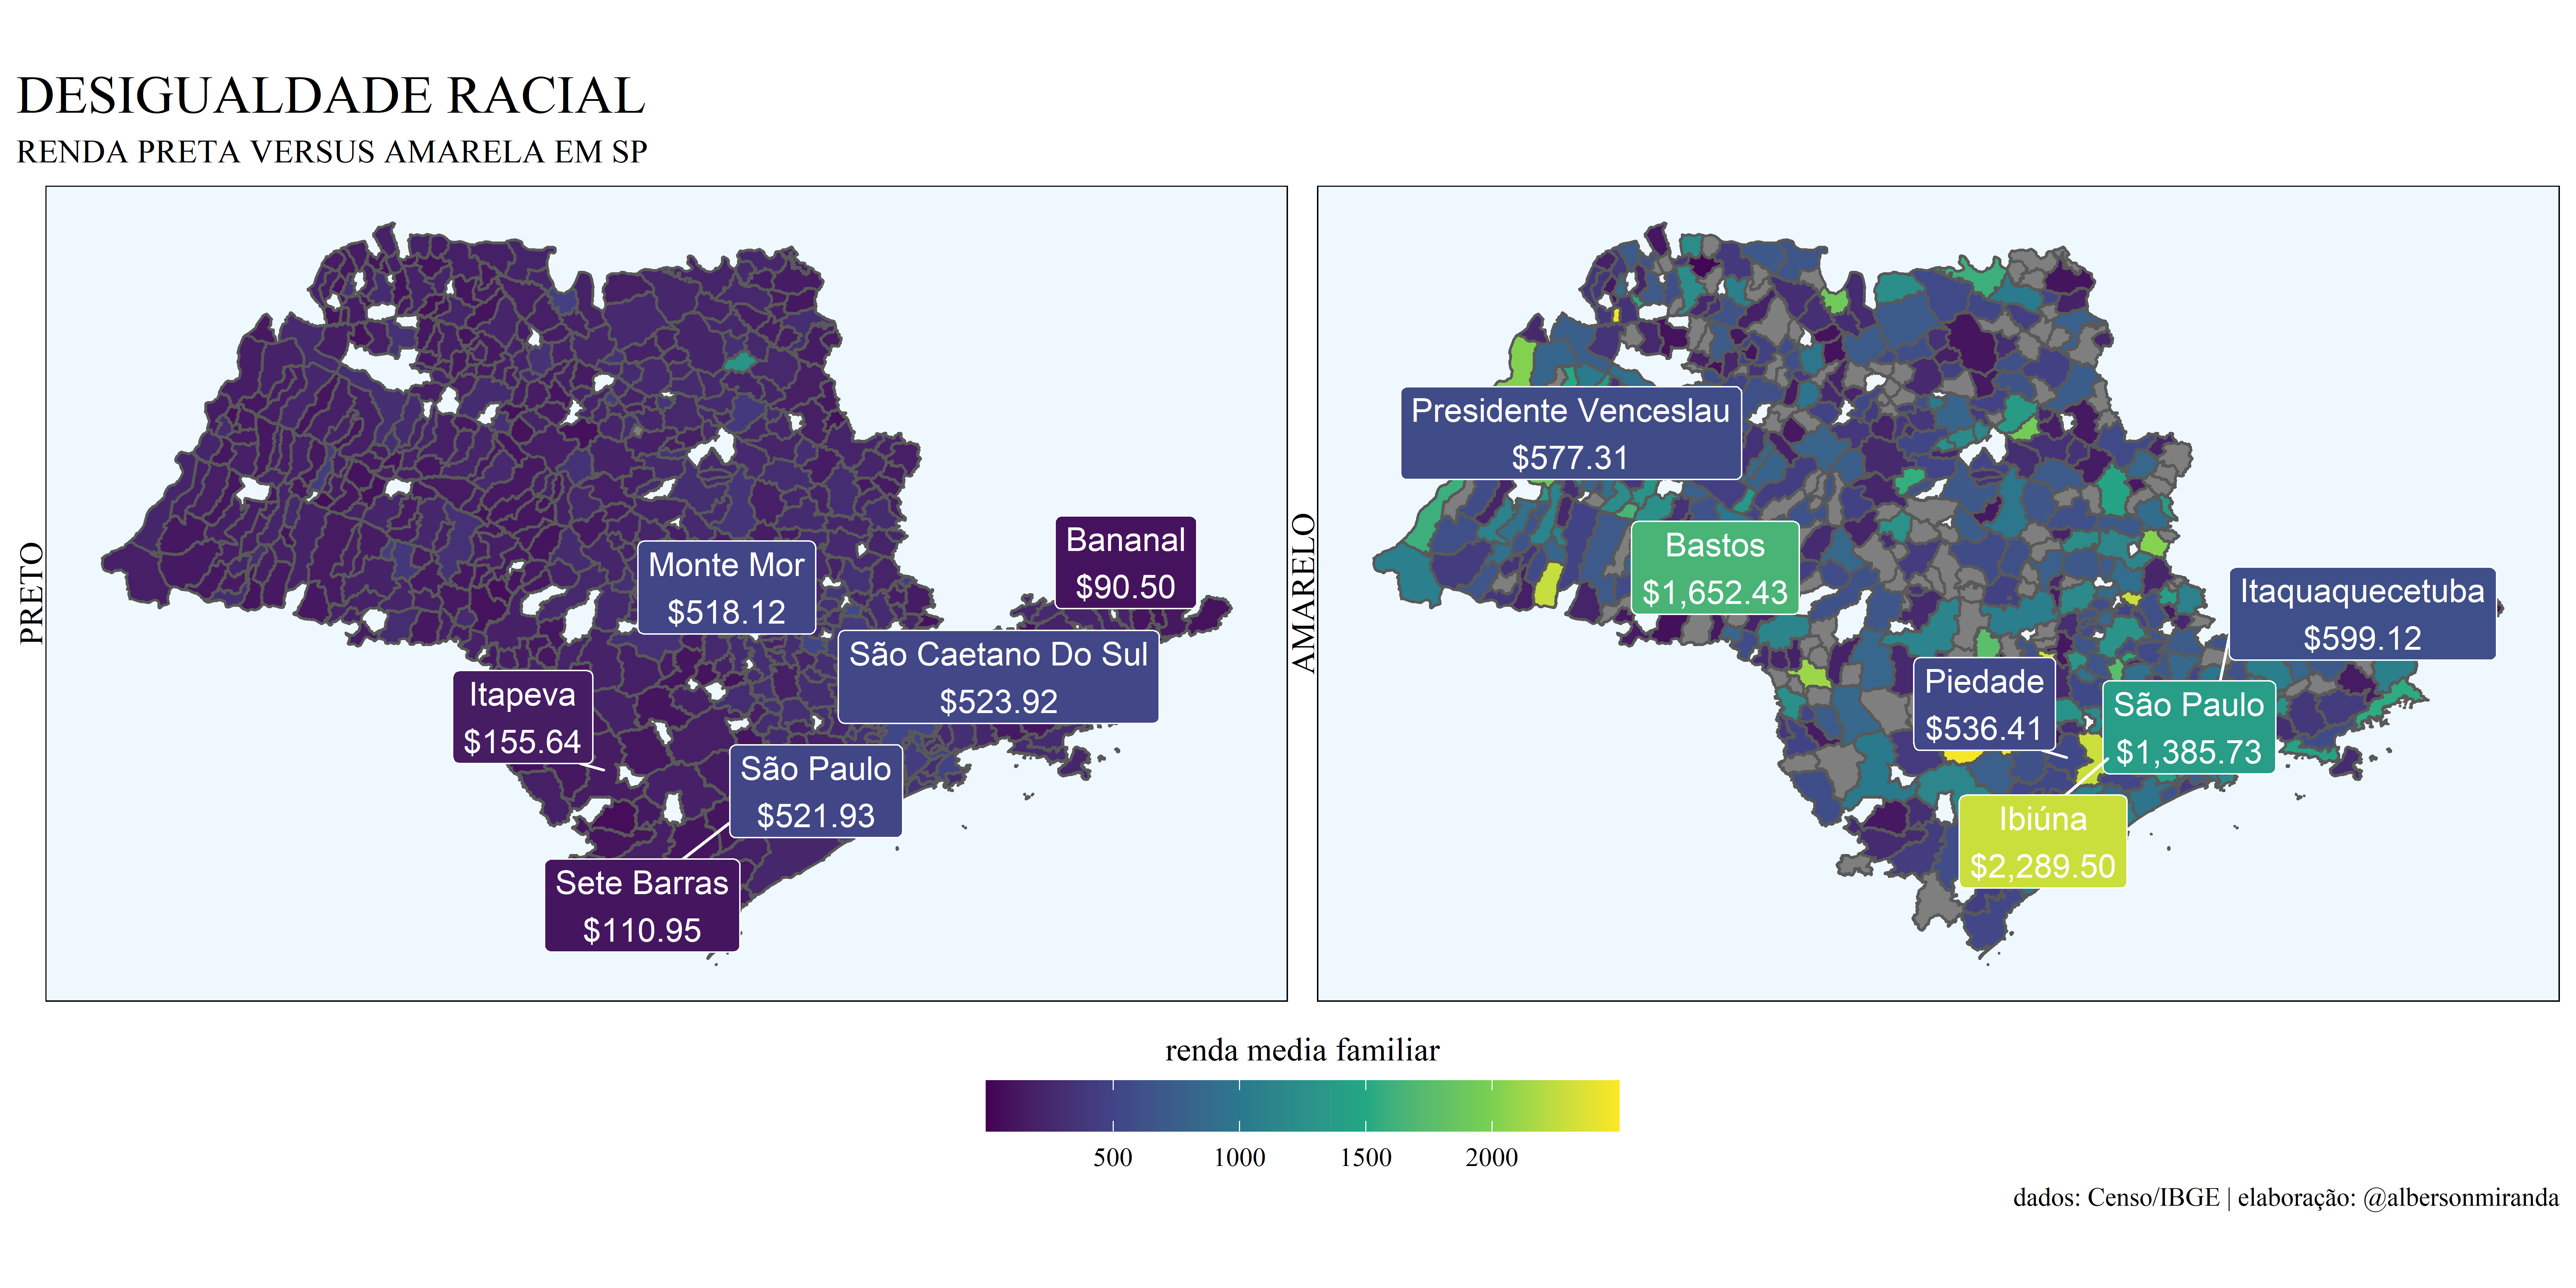 DESIGUALDADE RACIAL
RENDA PRETA VERSUS AMARELA EM SP
PRETO
Bananal
$90.50
Monte Mor
$518.12
São Caetano Do Sul
$523.92
Itapeva
$155.64
São Paulo
$521.93
Sete Barras
$110.95
AMARELO
Presidente Venceslau
$577.31
Bastos
$1,652.43
Itaquaquecetuba
$599.12
Piedade
$536.41
São Paulo
$1,385.73
Ibiúna
$2,289.50
renda media familiar
500 1000 1500 2000
dados: Censo/IBGE | elaboração: @albersonmiranda